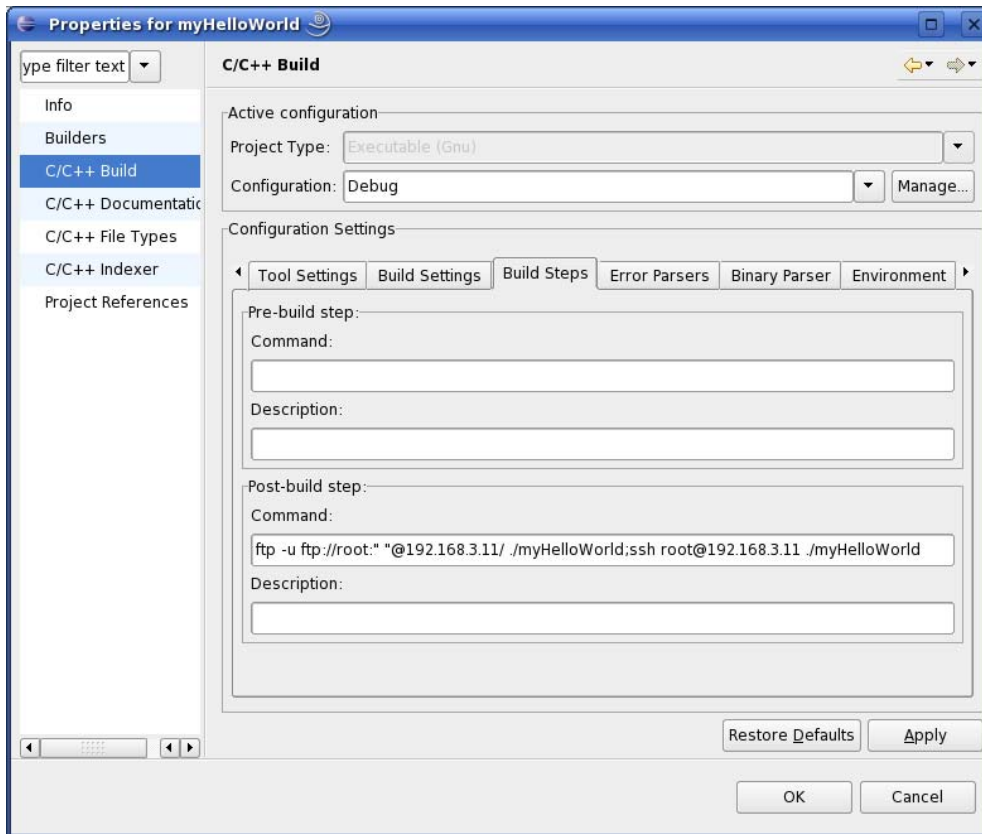 Properties for myHelloWorld
ype filter text
C/C++ Build
Info
Builders
C/C++ Build
C/C++ Documentatic
C/C++ File Types
C/C++ Indexer
Project References
Active configuration
Project Type: Executable (Gnu)
Configuration: Debug Manage...
Configuration Settings
Tool Settings Build Settings Build Steps Error Parsers Binary Parser Environment
Pre-build step:
Command:
Description:
Post-build step:
Command:
ftp -u ftp://root:" "@192.168.3.11/ ./myHelloWorld;ssh root@192.168.3.11 ./myHelloWorld
Description:
Restore Defaults Apply
OK Cancel